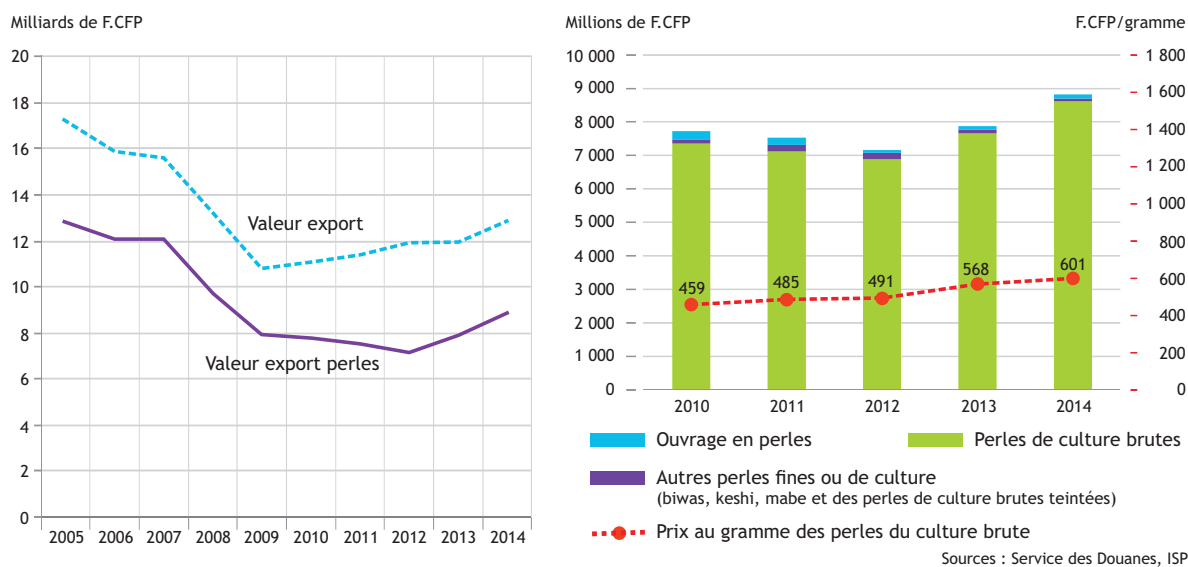 Milliards de F.CFP
20
18
16
14
12
10
8
6
4
2
0
Valeur export
Valeur export perles
2005 2006 2007 2008 2009 2010 2011 2012 2013 2014
Millions de F.CFP F.CFP/gramme
10 000
9 000
8 000
7 000
6 000
5 000
4 000
3 000
2 000
1 000
0
1 800
1 600
1 400
1 200
1 000
800
600
400
200
0
459 485 491 568 601
2010 2011 2012 2013 2014
Ouvrage en perles Perles de culture brutes
Autres perles fines ou de culture
(biwas, keshi, mabe et des perles de culture brutes teintées)
Prix au gramme des perles du culture brute
Sources : Service des Douanes, ISP